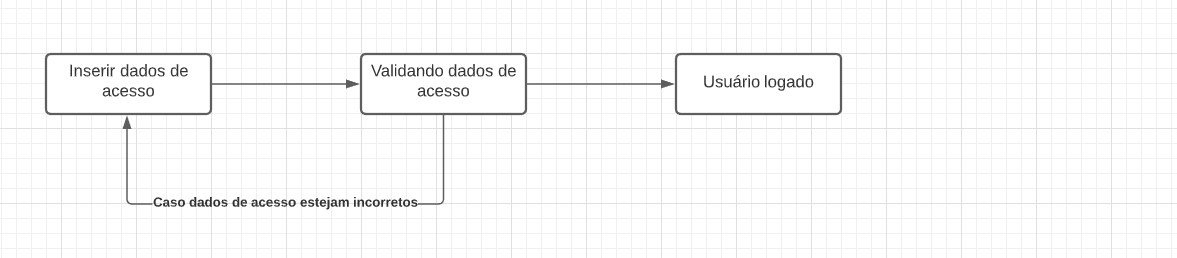 Inserir dados de
acesso
Validando dados de
acesso
Usuário logado
Caso dados de acesso estejam incorretos